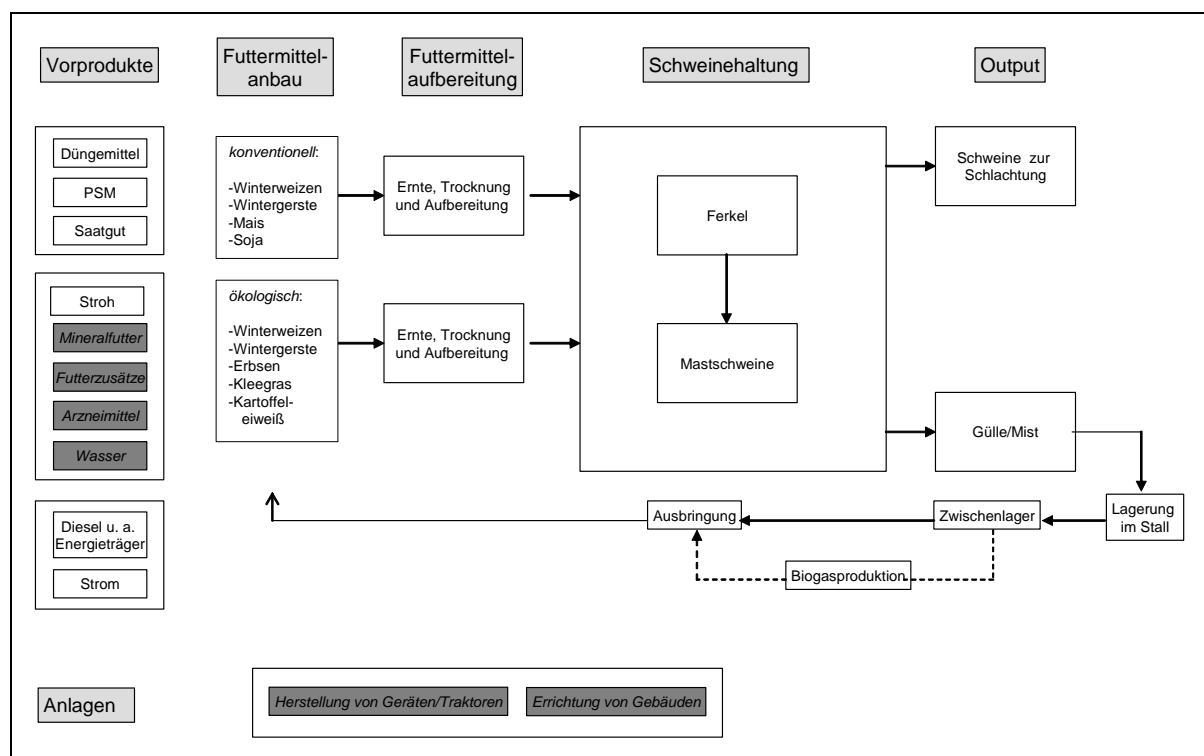 Vorprodukte
Futtermittel-
anbau
Futtermittel-
aufbereitung
Schweinehaltung
Output
Düngemittel
PSM
Saatgut
konventionell:
-Winterweizen
-Wintergerste
-Mais
-Soja
Ernte, Trocknung
und Aufbereitung
Ferkel
Schweine zur
Schlachtung
Stroh
Mineralfutter
Futterzusätze
Arzneimittel
Wasser
ökologisch:
-Winterweizen
-Wintergerste
-Erbsen
-Kleegras
-Kartoffel-
eiweiß
Ernte, Trocknung
und Aufbereitung
Mastschweine
Gülle/Mist
Diesel u. a.
Energieträger
Strom
Ausbringung
Zwischenlager
Lagerung
im Stall
Biogasproduktion
Anlagen
Herstellung von Geräten/Traktoren
Errichtung von Gebäuden